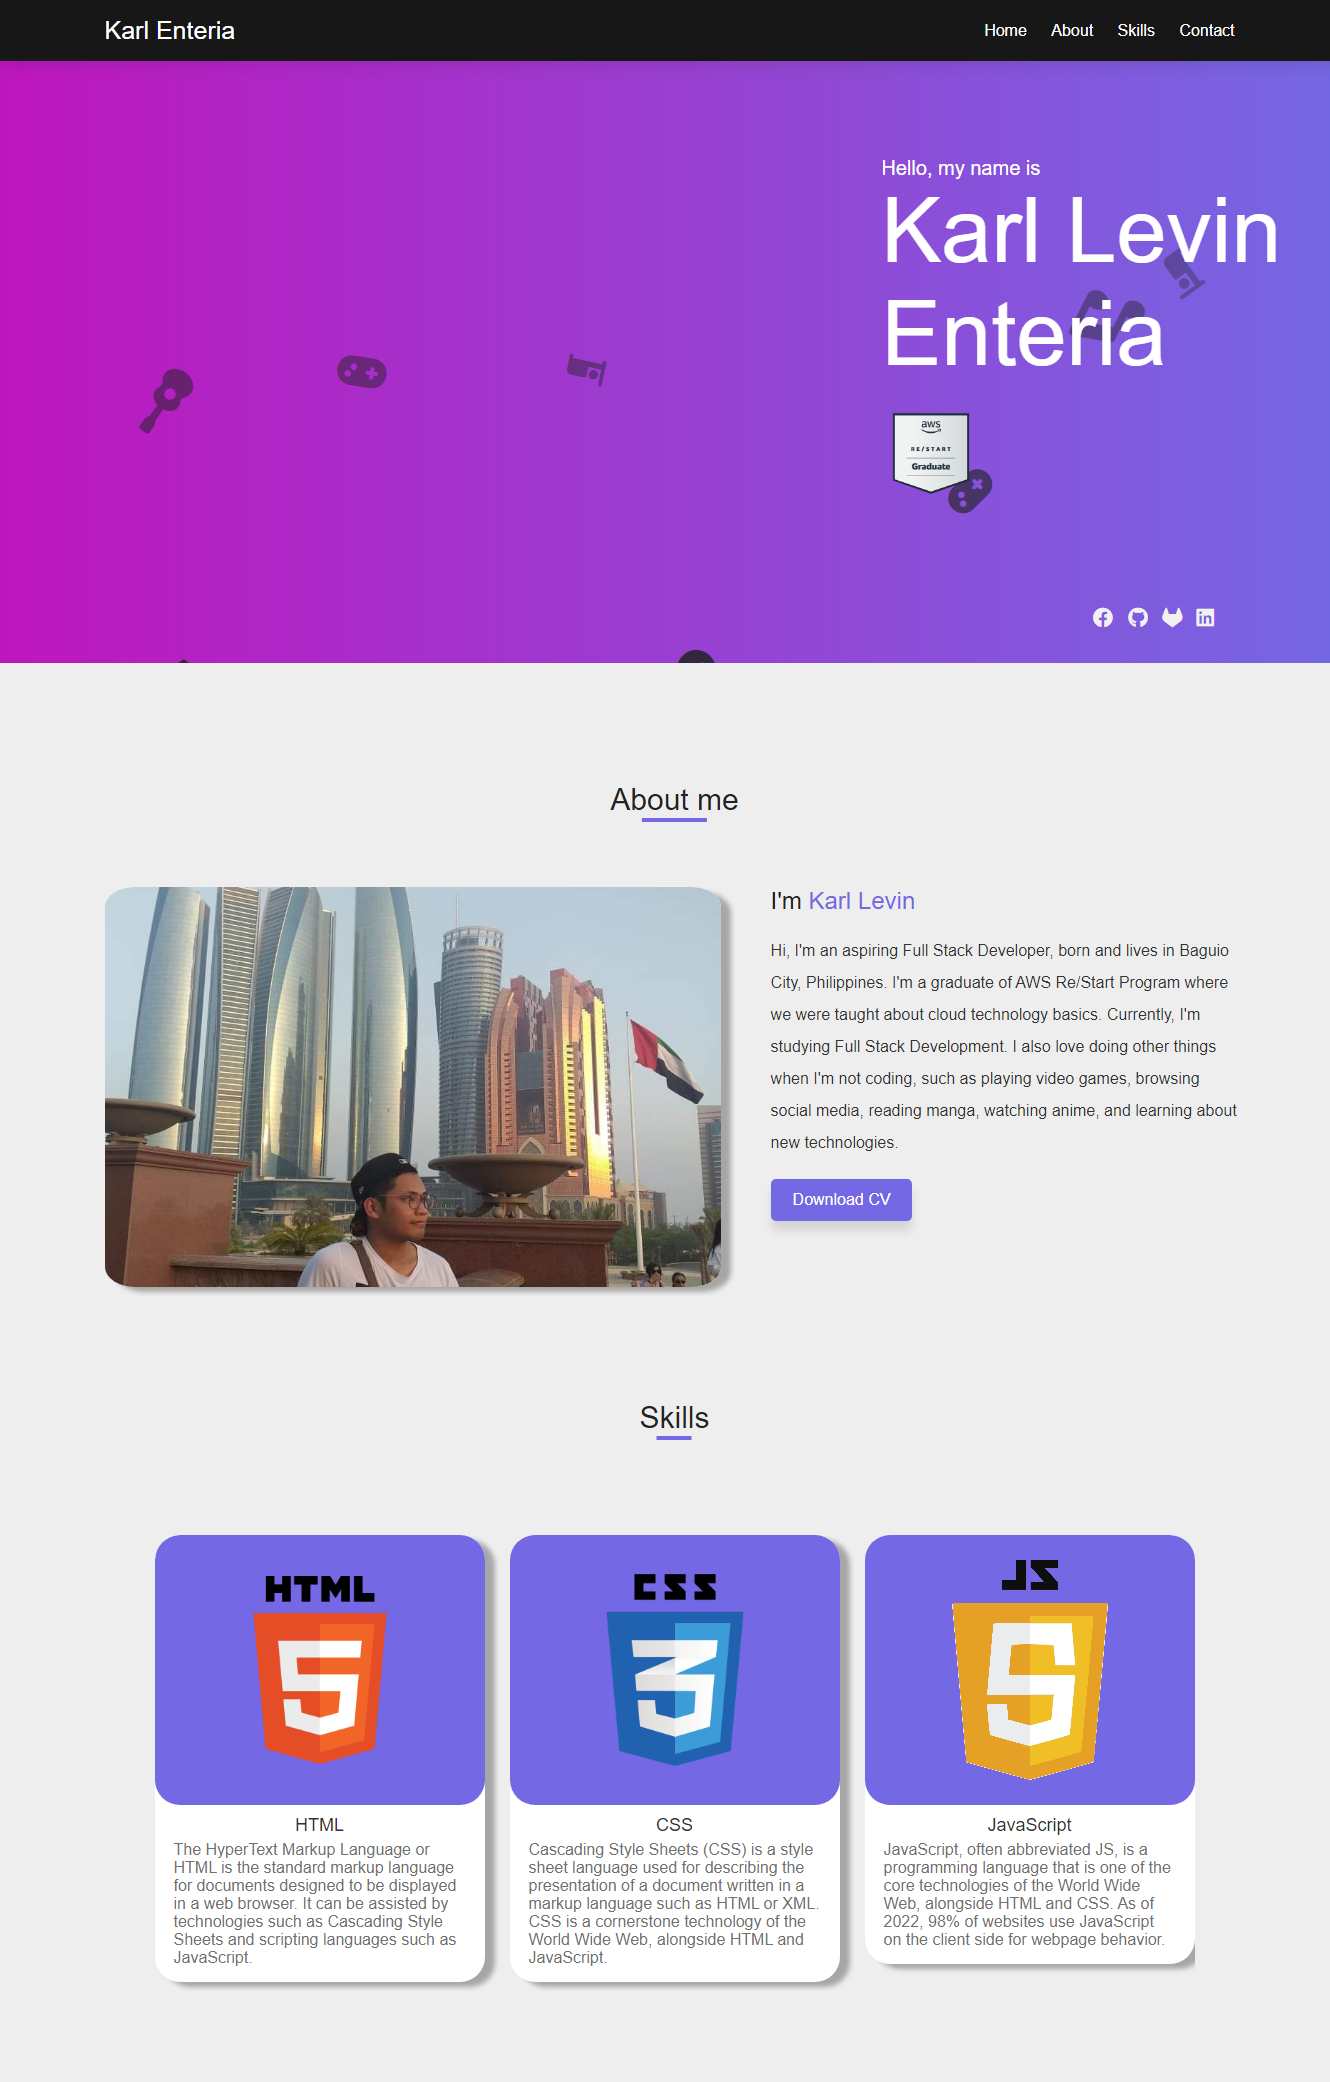 Karl Enteria
Home About Skills Contact
Hello, my name is
Karl Levin
Enteria
aws
RE/START
Graduate
About me
I'm Karl Levin
Hi, I'm an aspiring Full Stack Developer, born and lives in Baguio
City, Philippines. I'm a graduate of AWS Re/Start Program where
we were taught about cloud technology basics. Currently, I'm
studying Full Stack Development. I also love doing other things
when I'm not coding, such as playing video games, browsing
social media, reading manga, watching anime, and learning about
new technologies.
Download CV
Skills
HTML
5
HTML
The HyperText Markup Language or
HTML is the standard markup language
for documents designed to be displayed
in a web browser. It can be assisted by
technologies such as Cascading Style
Sheets and scripting languages such as
JavaScript.
CSS
3
CSS
Cascading Style Sheets (CSS) is a style
sheet language used for describing the
presentation of a document written in a
markup language such as HTML or XML.
CSS is a cornerstone technology of the
World Wide Web, alongside HTML and
JavaScript.
JS
5
JavaScript
JavaScript, often abbreviated JS, is a
programming language that is one of the
core technologies of the World Wide
Web, alongside HTML and CSS. As of
2022, 98% of websites use JavaScript
on the client side for webpage behavior.